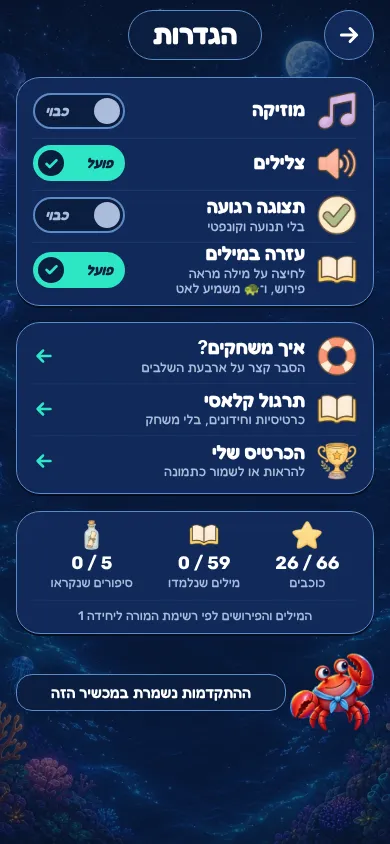 הגדרות
מוזיקה
כבוי
צלילים
פועל
תצוגה רגועה
בלי תנועה וקונפטי
כבוי
עזרה במילים
לחיצה על מילה מראה
פירוש, ו־🐢 משמיע לאט
פועל
איך משחקים?
הסבר קצר על ארבעת השלבים
תרגול קלאסי
כרטיסיות וחידונים, בלי משחק
הכרטיס שלי
להראות או לשמור כתמונה
26 / 66
כוכבים
0 / 59
מילים שנלמדו
0 / 5
סיפורים שנקראו
המילים והפירושים לפי רשימת המורה ליחידה 1
ההתקדמות נשמרת במכשיר הזה